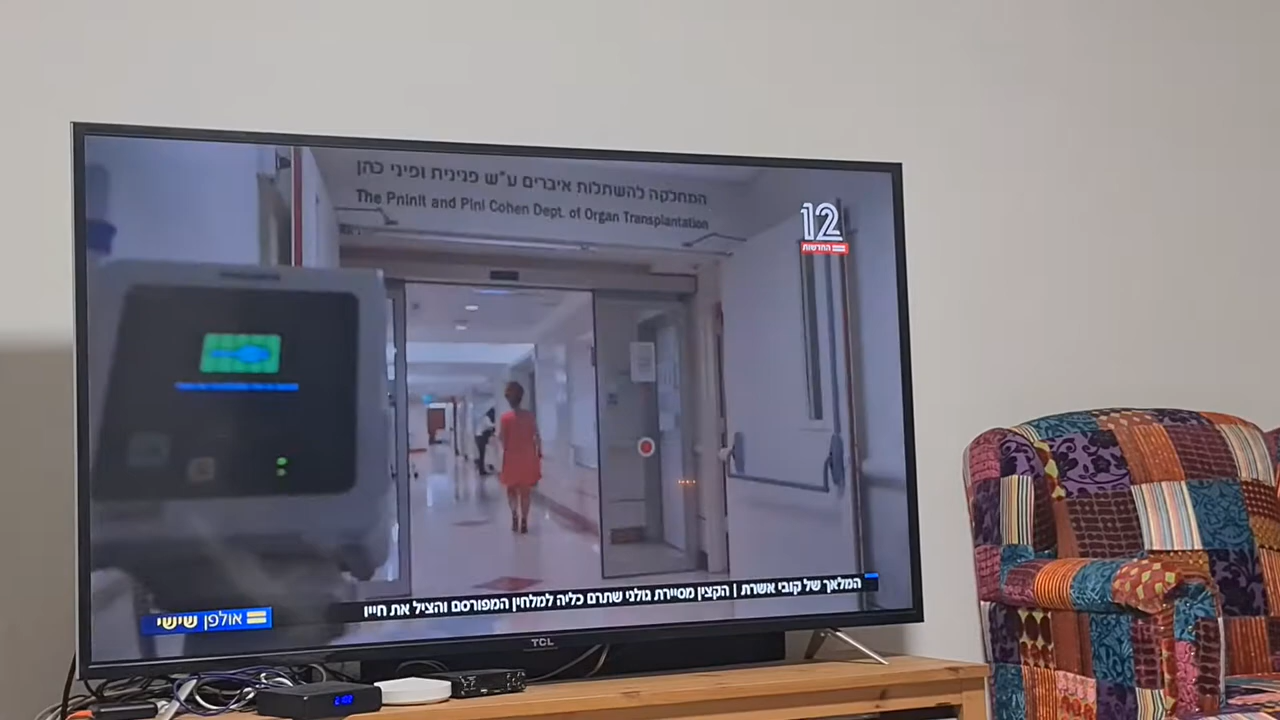 המחלקה להשתלות איברים ע"ש פנינית ופיני כהן
The Pninit and Pini Cohen Dept. of Organ Transplantation
12
החדשות
המלאך של קובי אשרת | הקצין מסיירת גולני שתרם כליה למלחין המפורסם והציל את חייו
אולפן שישי
TCL